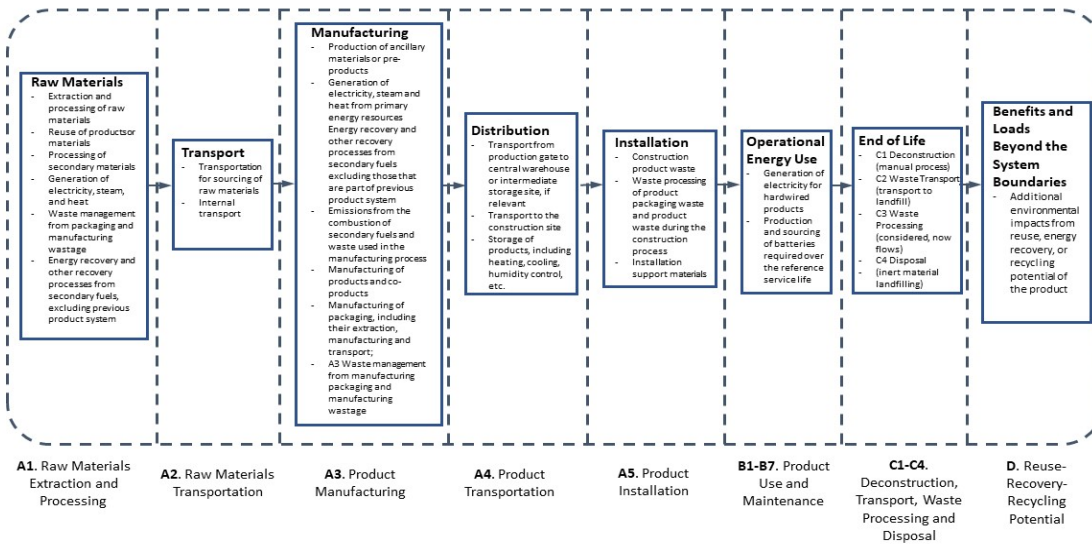 Raw Materials
- Extraction and
processing of raw
materials
- Reuse of productsor
materials
- Processing of
secondary materials
- Generation of
electricity, steam,
and heat
- Waste management
from packaging and
manufacturing
wastage
- Energy recovery and
other recovery
processes from
secondary fuels,
excluding previous
product system
Transport
- Transportation
for sourcing of
raw materials
- Internal
transport
Manufacturing
- Production of ancillary
materials or pre-
products
- Generation of
electricity, steam and
heat from primary
energy resources
Energy recovery and
other recovery
processes from
secondary fuels
excluding those that
are part of previous
product system
- Emissions from the
combustion of
secondary fuels and
waste used in the
manufacturing process
- Manufacturing of
products and co-
products
- Manufacturing of
packaging, including
their extraction,
manufacturing and
transport;
- A3 Waste management
from manufacturing
packaging and
manufacturing
wastage
Distribution
- Transport from
production gate to
central warehouse
or intermediate
storage site, if
relevant
- Transport to the
construction site
- Storage of
products, including
heating, cooling,
humidity control,
etc.
Installation
- Construction
product waste
- Waste processing
of product
packaging waste
and product
waste during the
construction
process
- Installation
support materials
Operational
Energy Use
- Generation of
electricity for
hardwired
products
- Production
and sourcing
of batteries
required over
the reference
service life
End of Life
- C1 Deconstruction
(manual process)
- C2 Waste Transport
(transport to
landfill)
- C3 Waste
Processing
(considered, now
flows)
- C4 Disposal
- (inert material
landfilling)
Benefits and
Loads
Beyond the
System
Boundaries
- Additional
environmental
impacts from
reuse, energy
recovery, or
recycling
potential of
the product
A1. Raw Materials
Extraction and
Processing
A2. Raw Materials
Transportation
A3. Product
Manufacturing
A4. Product
Transportation
A5. Product
Installation
B1-B7. Product
Use and
Maintenance
C1-C4.
Deconstruction,
Transport, Waste
Processing and
Disposal
D. Reuse-
Recovery-
Recycling
Potential